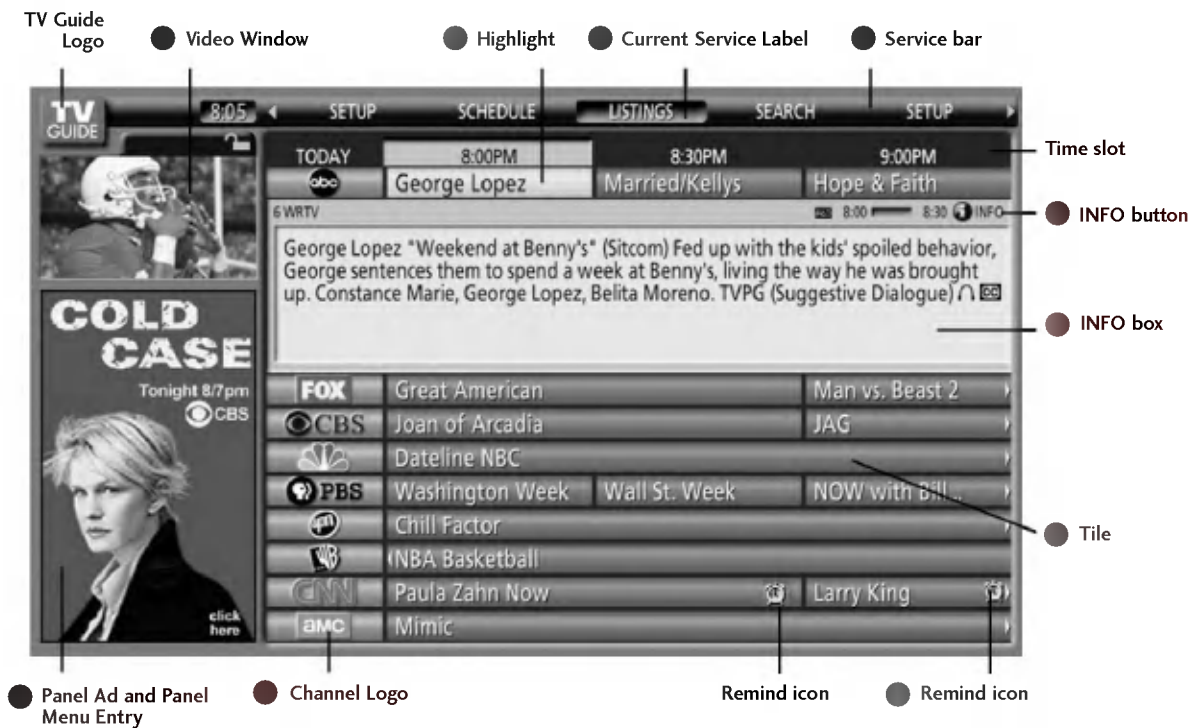 TV Guide
Logo
Video Window
Highlight
Current Service Label
Service bar
TV
GUIDE
8:05
SETUP
SCHEDULE
LISTINGS
SEARCH
SETUP
TODAY
8:00PM
8:30PM
9:00PM
Time slot
abc
George Lopez
Married/Kellys
Hope & Faith
6 WRTV
8:00
8:30
INFO
INFO button
George Lopez "Weekend at Benny's" (Sitcom) Fed up with the kids' spoiled behavior,
George sentences them to spend a week at Benny's, living the way he was brought
up. Constance Marie, George Lopez, Belita Moreno. TVPG (Suggestive Dialogue) CC
INFO box
COLD
CASE
Tonight 8/7pm
CBS
click
here
FOX
Great American
Man vs. Beast 2
CBS
Joan of Arcadia
JAG
Dateline NBC
PBS
Washington Week
Wall St. Week
NOW with Bill ..
Tile
Chill Factor
WB
NBA Basketball
CNN
Paula Zahn Now
Larry King
amc
Mimic
Panel Ad and Panel
Menu Entry
Channel Logo
Remind icon
Remind icon